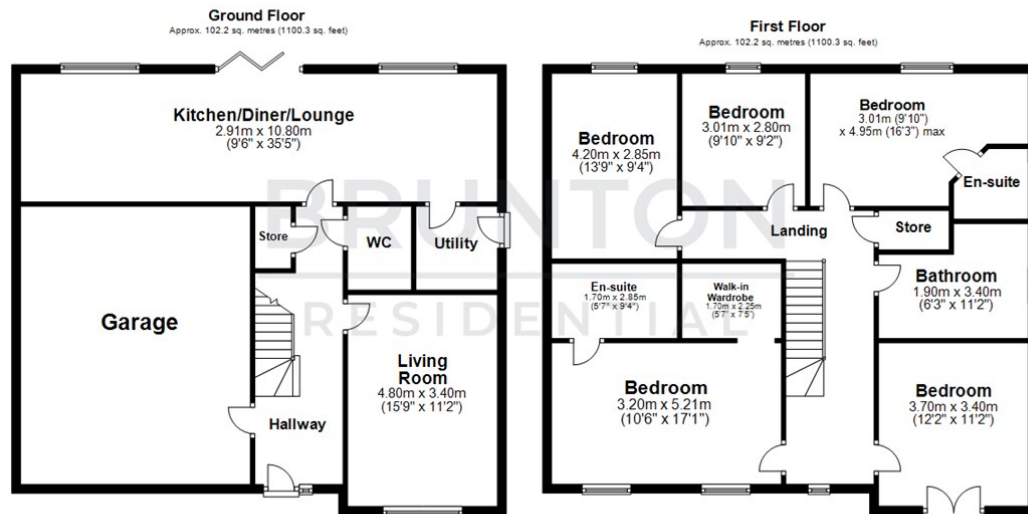 Ground Floor
Approx. 102.2 sq. metres (1100.3 sq. feet)
Kitchen/Diner/Lounge
2.91m x 10.80m
(9'6" x 35'5")
Store
WC
Utility
Garage
Living
Room
4.80m x 3.40m
(15'9" x 11'2")
Hallway
First Floor
Approx. 102.2 sq. metres (1100.3 sq. feet)
Bedroom
4.20m x 2.85m
(13'9" x 9'4")
Bedroom
3.01m x 2.80m
(9'10" x 9'2")
Bedroom
3.01m (9'10")
x 4.95m (16'3") max
En-suite
Landing
Store
Bathroom
1.90m x 3.40m
(6'3" x 11'2")
En-suite
1.70m x 2.85m
(5'7" x 9'4")
Walk-in
Wardrobe
1.70m x 2.25m
(5'7" x 7'5")
Bedroom
3.20m x 5.21m
(10'6" x 17'1")
Bedroom
3.70m x 3.40m
(12'2" x 11'2")
BRUNTON
RESIDENTIAL